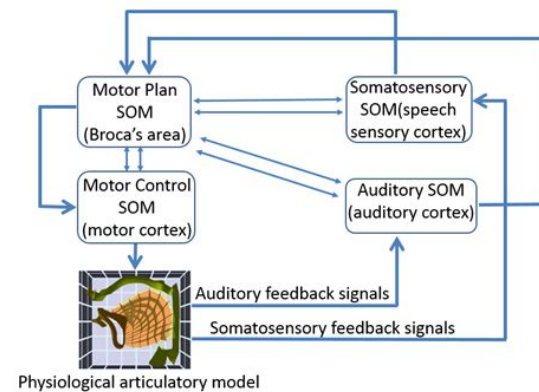 Motor Plan
SOM
(Broca's area)
Somatosensory
SOM(speech
sensory cortex)
Motor Control
SOM
(motor cortex)
Auditory SOM
(auditory cortex)
Auditory feedback signals
Somatosensory feedback signals
Physiological articulatory model